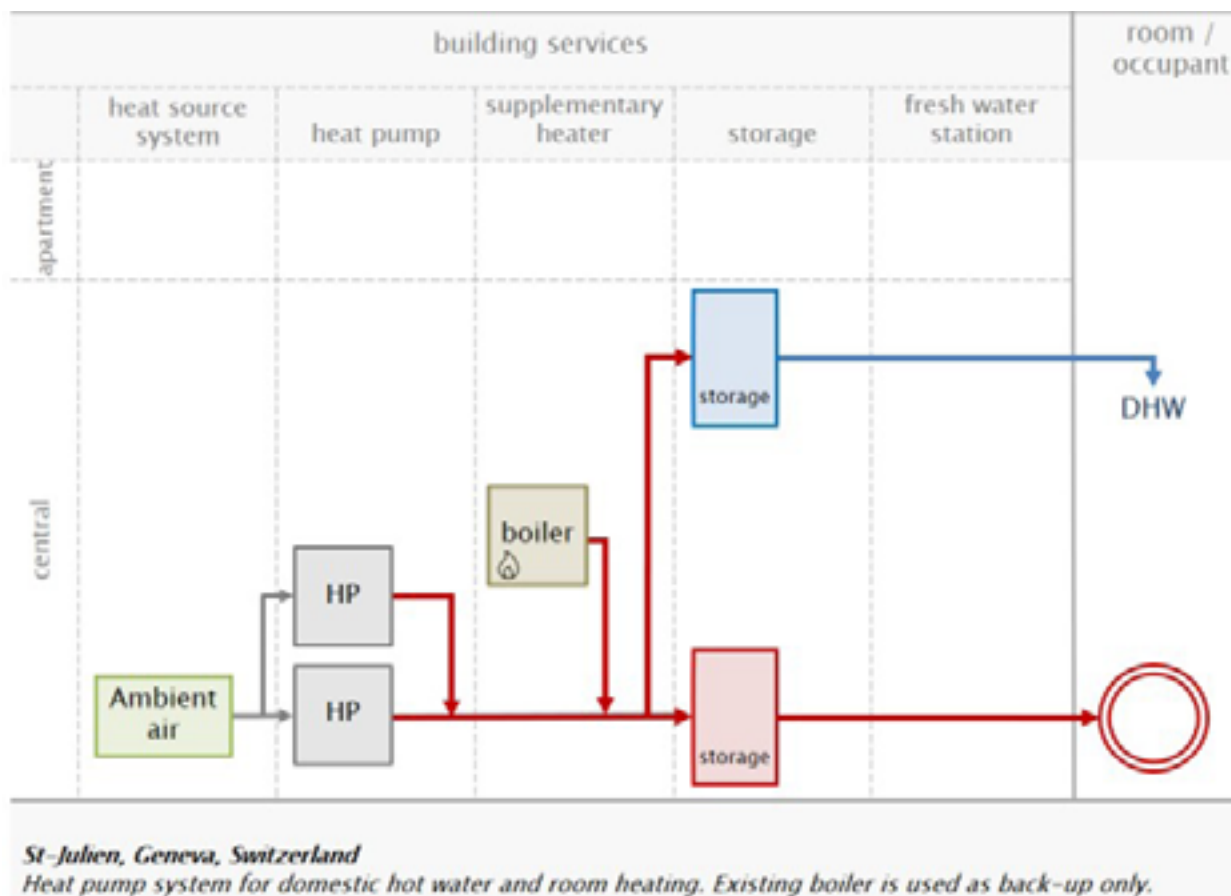 building services
room /
occupant
heat source
system
heat pump
supplementary
heater
storage
fresh water
station
apartment
central
storage
DHW
boiler
HP
HP
Ambient
air
storage
St-Julien, Geneva, Switzerland
Heat pump system for domestic hot water and room heating. Existing boiler is used as back-up only.